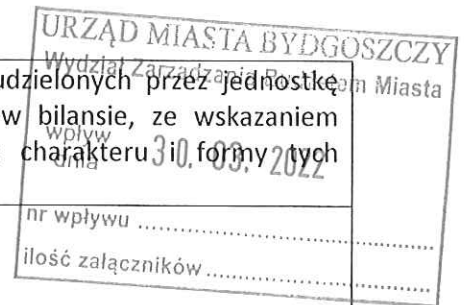 URZĄD MIASTA BYDGOSZCZY
Wydział Zarządzania Budżetem Miasta
udzielonych przez jednostkę
w bilansie, ze wskazaniem
wpływ
dnia 30. 03. 2022
charakteru i formy tych
nr wpływu
ilość załączników